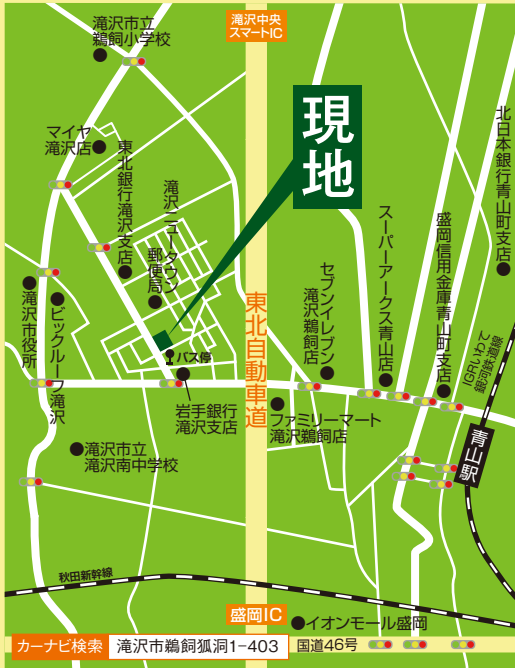 滝沢中央
スマートIC
滝沢市立
鵜飼小学校
現地
北日本銀行青山町支店
マイヤ
滝沢店
東北銀行滝沢支店
滝沢ニュータウン
郵便局
スーパーアークス青山店
盛岡信用金庫青山町支店
セブンイレブン
滝沢鵜飼店
東北自動車道
滝沢市役所
ビックルーフ滝沢
バス停
IGRいわて
銀河鉄道線
岩手銀行
滝沢支店
ファミリーマート
滝沢鵜飼店
青山駅
滝沢市立
滝沢南中学校
秋田新幹線
盛岡IC
イオンモール盛岡
カーナビ検索 滝沢市鵜飼狐洞1-403
国道46号